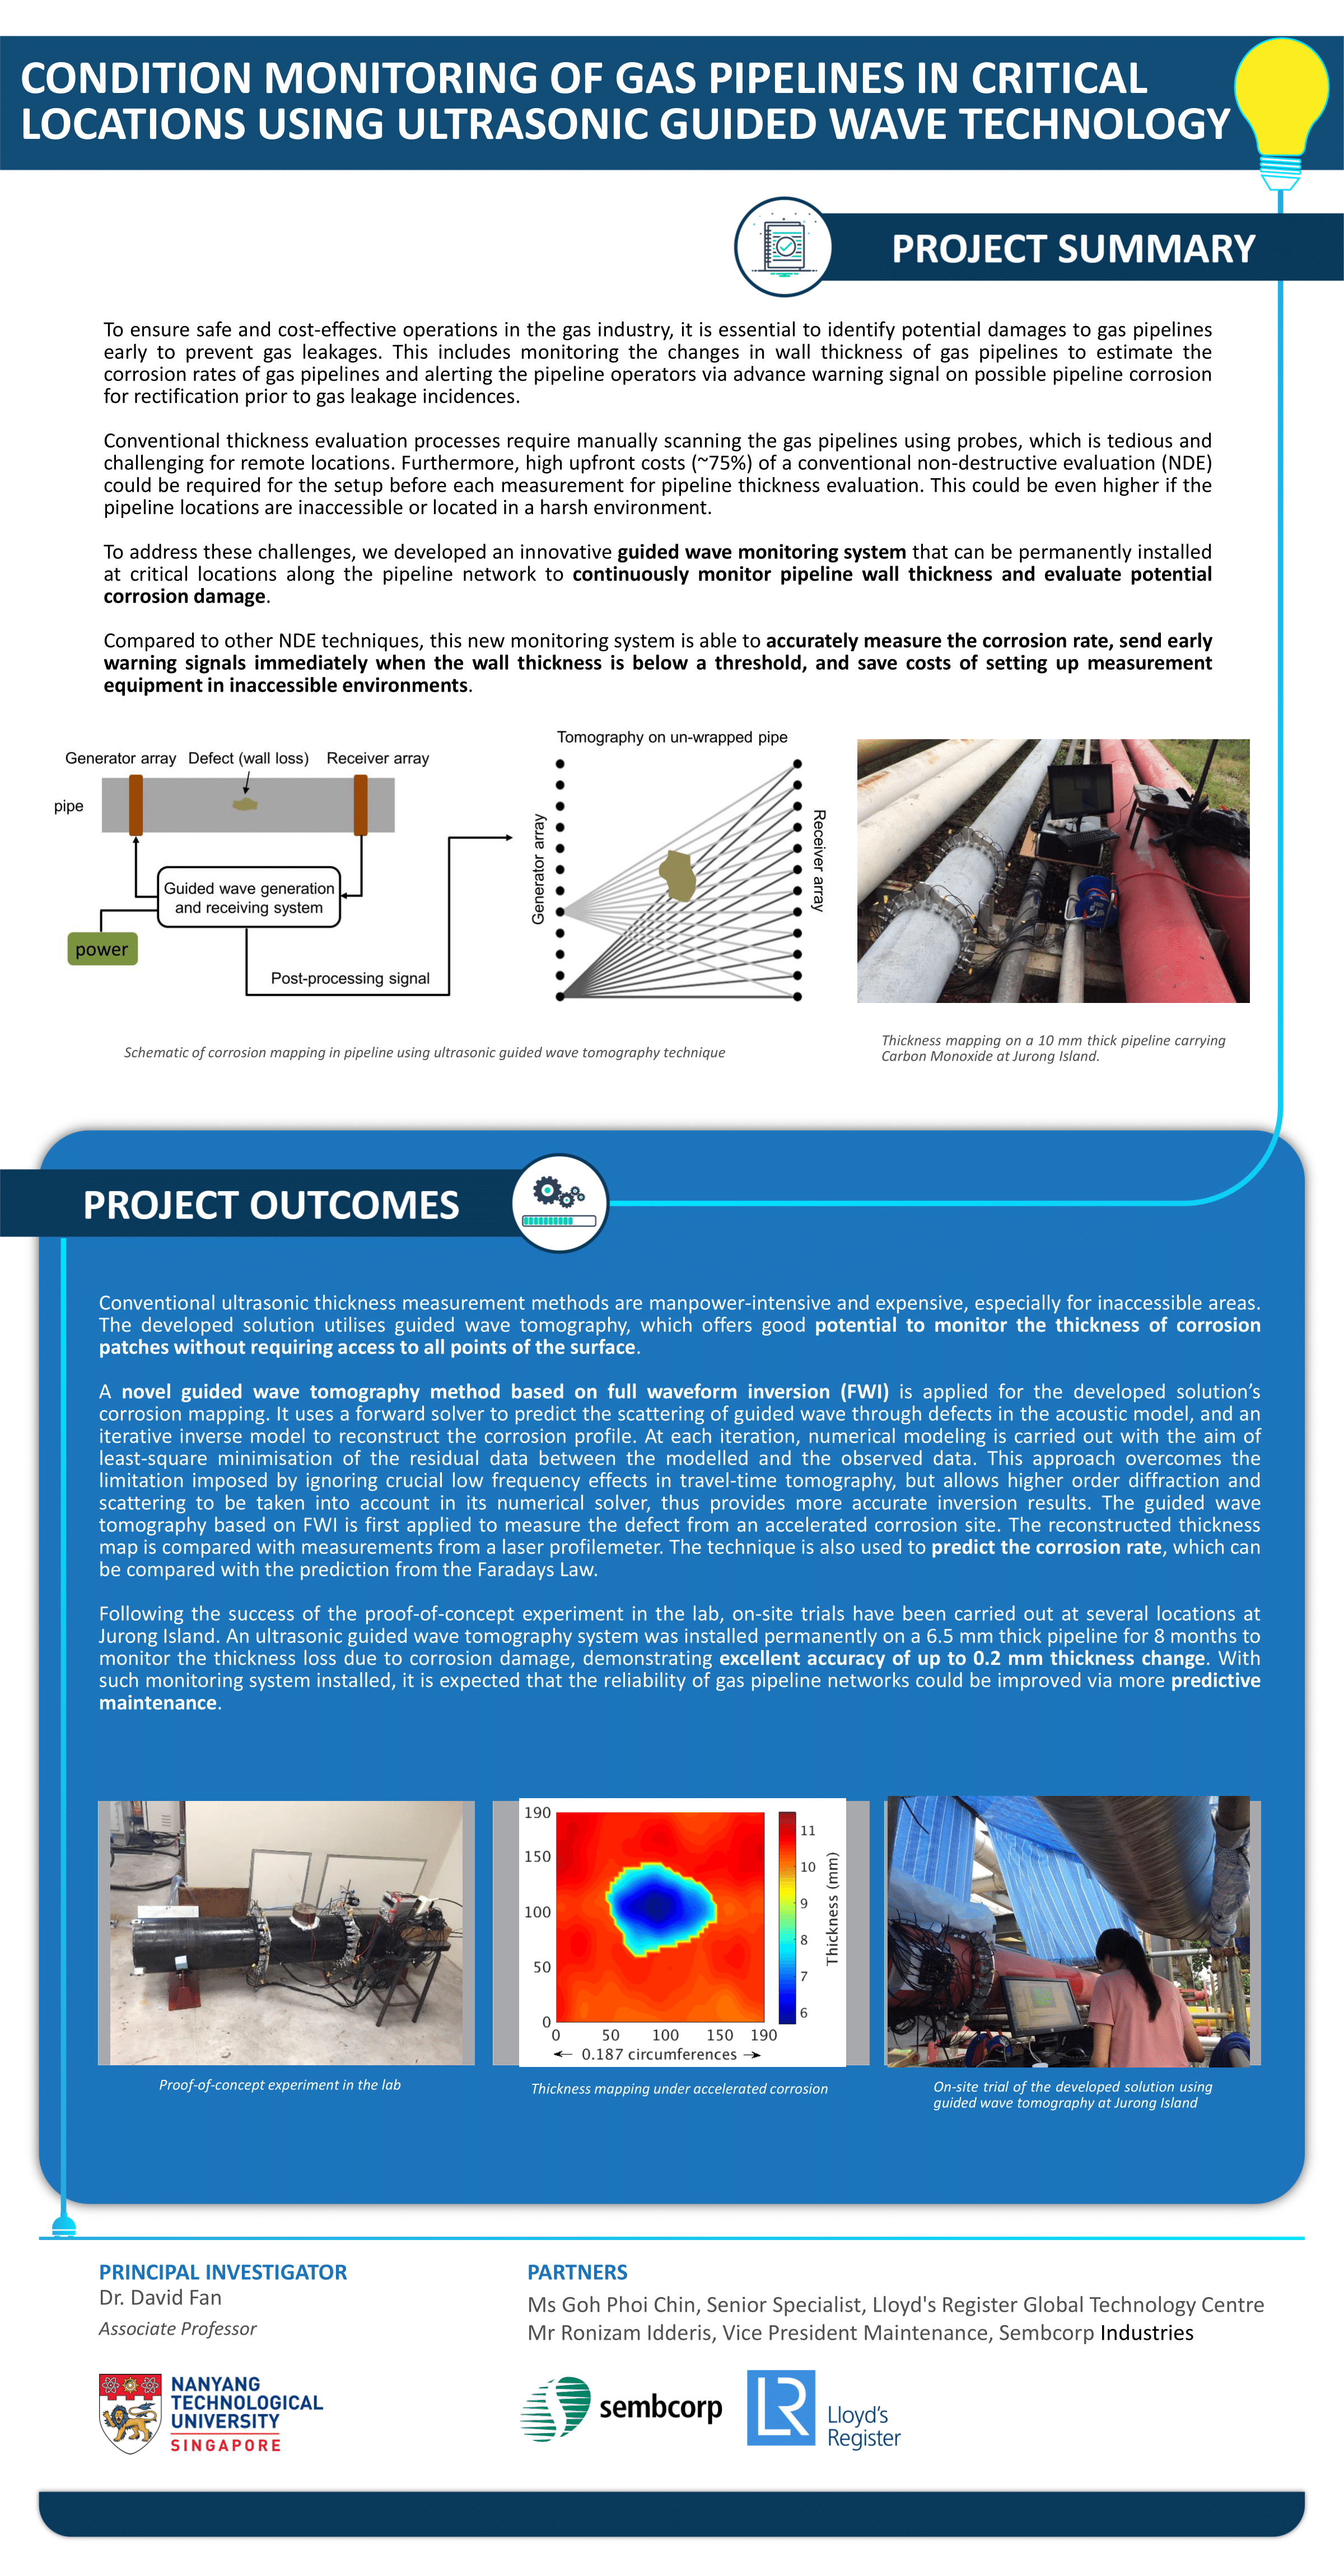 CONDITION MONITORING OF GAS PIPELINES IN CRITICAL
LOCATIONS USING ULTRASONIC GUIDED WAVE TECHNOLOGY
PROJECT SUMMARY
To ensure safe and cost-effective operations in the gas industry, it is essential to identify potential damages to gas pipelines
early to prevent gas leakages. This includes monitoring the changes in wall thickness of gas pipelines to estimate the
corrosion rates of gas pipelines and alerting the pipeline operators via advance warning signal on possible pipeline corrosion
for rectification prior to gas leakage incidences.
Conventional thickness evaluation processes require manually scanning the gas pipelines using probes, which is tedious and
challenging for remote locations. Furthermore, high upfront costs (~75%) of a conventional non-destructive evaluation (NDE)
could be required for the setup before each measurement for pipeline thickness evaluation. This could be even higher if the
pipeline locations are inaccessible or located in a harsh environment.
To address these challenges, we developed an innovative guided wave monitoring system that can be permanently installed
at critical locations along the pipeline network to continuously monitor pipeline wall thickness and evaluate potential
corrosion damage.
Compared to other NDE techniques, this new monitoring system is able to accurately measure the corrosion rate, send early
warning signals immediately when the wall thickness is below a threshold, and save costs of setting up measurement
equipment in inaccessible environments.
Generator array Defect (wall loss) Receiver array
pipe
Guided wave generation
and receiving system
power
Post-processing signal
Tomography on un-wrapped pipe
Generator array
Receiver array
Schematic of corrosion mapping in pipeline using ultrasonic guided wave tomography technique
Thickness mapping on a 10 mm thick pipeline carrying
Carbon Monoxide at Jurong Island.
PROJECT OUTCOMES
Conventional ultrasonic thickness measurement methods are manpower-intensive and expensive, especially for inaccessible areas.
The developed solution utilises guided wave tomography, which offers good potential to monitor the thickness of corrosion
patches without requiring access to all points of the surface.
A novel guided wave tomography method based on full waveform inversion (FWI) is applied for the developed solution's
corrosion mapping. It uses a forward solver to predict the scattering of guided wave through defects in the acoustic model, and an
iterative inverse model to reconstruct the corrosion profile. At each iteration, numerical modeling is carried out with the aim of
least-square minimisation of the residual data between the modelled and the observed data. This approach overcomes the
limitation imposed by ignoring crucial low frequency effects in travel-time tomography, but allows higher order diffraction and
scattering to be taken into account in its numerical solver, thus provides more accurate inversion results. The guided wave
tomography based on FWI is first applied to measure the defect from an accelerated corrosion site. The reconstructed thickness
map is compared with measurements from a laser profilemeter. The technique is also used to predict the corrosion rate, which can
be compared with the prediction from the Faradays Law.
Following the success of the proof-of-concept experiment in the lab, on-site trials have been carried out at several locations at
Jurong Island. An ultrasonic guided wave tomography system was installed permanently on a 6.5 mm thick pipeline for 8 months to
monitor the thickness loss due to corrosion damage, demonstrating excellent accuracy of up to 0.2 mm thickness change. With
such monitoring system installed, it is expected that the reliability of gas pipeline networks could be improved via more predictive
maintenance.
190
150
100
50
0
0 50 100 150 190
← 0.187 circumferences →
11
10
9
8
7
6
Thickness (mm)
Proof-of-concept experiment in the lab
Thickness mapping under accelerated corrosion
On-site trial of the developed solution using
guided wave tomography at Jurong Island
PRINCIPAL INVESTIGATOR
Dr. David Fan
Associate Professor
NANYANG
TECHNOLOGICAL
UNIVERSITY
SINGAPORE
PARTNERS
Ms Goh Phoi Chin, Senior Specialist, Lloyd's Register Global Technology Centre
Mr Ronizam Idderis, Vice President Maintenance, Sembcorp Industries
sembcorp
LR
Lloyd's
Register